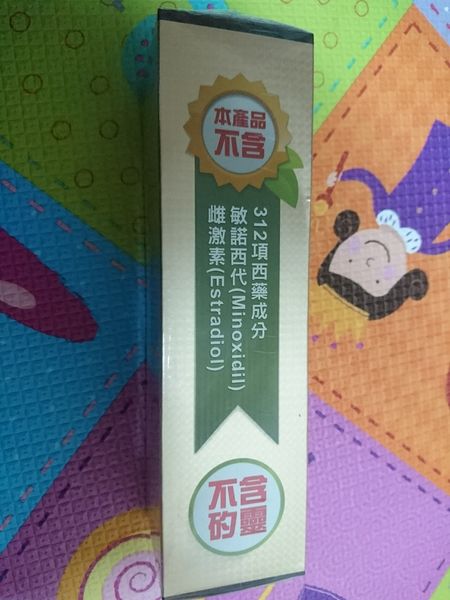 本產品
不含
312項西藥成分
敏諾西代(Minoxidil)
雌激素(Estradiol)
不含
矽靈